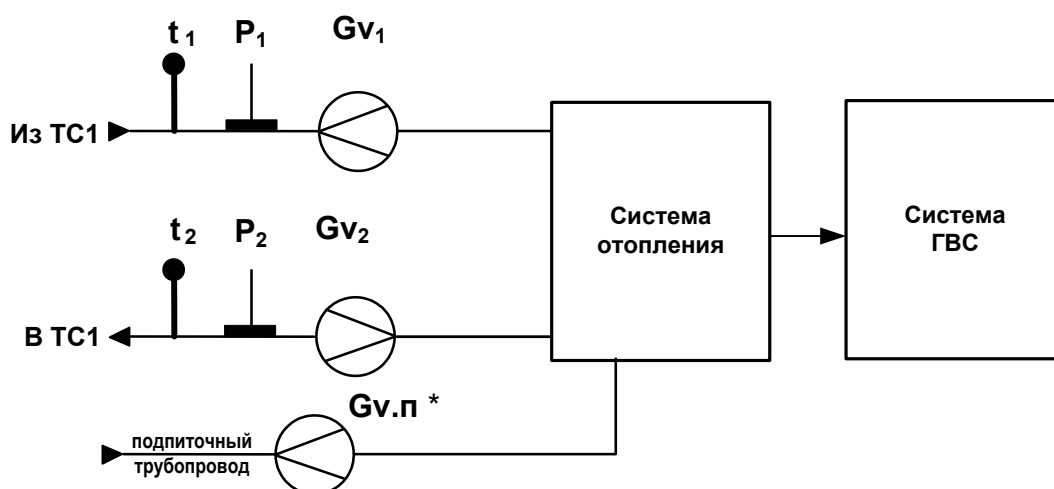 t 1 P1 Gv1
Из ТС1
t 2 P2 Gv2
В ТС1
Система
отопления
Система
ГВС
Gv.п *
подпиточный
трубопровод